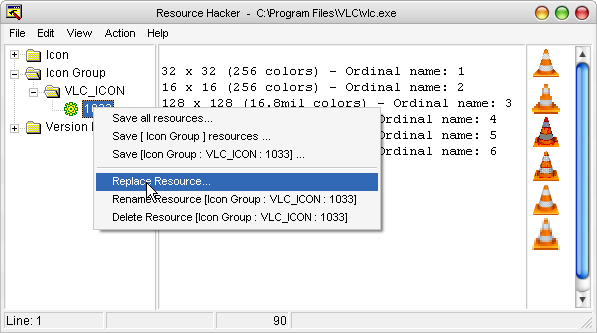 Resource Hacker - C:\Program Files\VLC\vlc.exe
File Edit View Action Help
Icon
Icon Group
VLC_ICON
1033
Version
32 x 32 (256 colors) - Ordinal name: 1
16 x 16 (256 colors) - Ordinal name: 2
128 x 128 (16.8mil colors) - Ordinal name: 3
Ordinal name: 4
Ordinal name: 5
Ordinal name: 6
Save all resources...
Save [ Icon Group ] resources ...
Save [Icon Group : VLC_ICON : 1033] ...
Replace Resource...
Rename Resource [Icon Group : VLC_ICON : 1033]
Delete Resource [Icon Group : VLC_ICON : 1033]
Line: 1 90